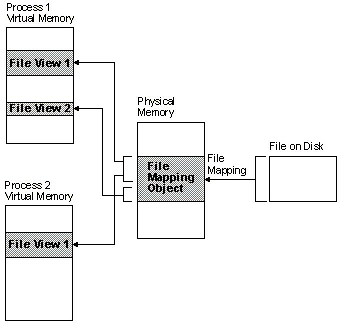 Process 1
Virtual Memory
File View 1
File View 2
Physical
Memory
File
Mapping
Object
File
Mapping
File on Disk
Process 2
Virtual Memory
File View 1